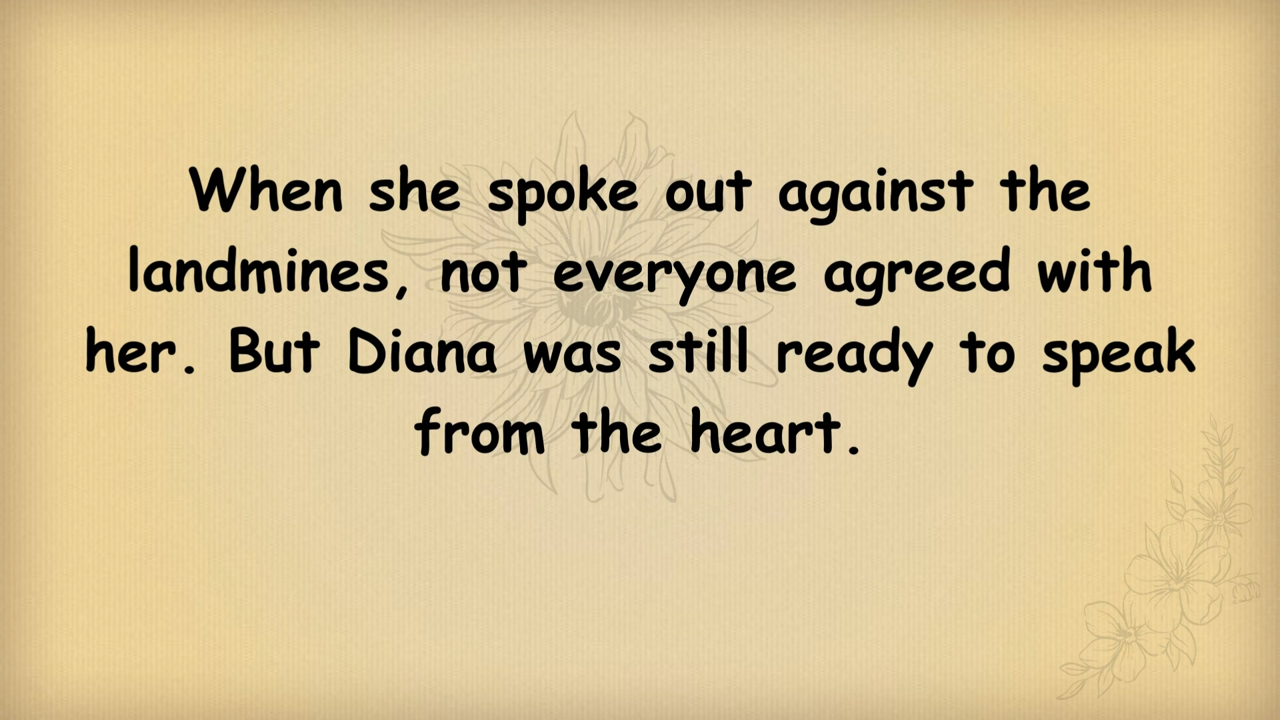 When she spoke out against the
landmines, not everyone agreed with
her. But Diana was still ready to speak
from the heart.